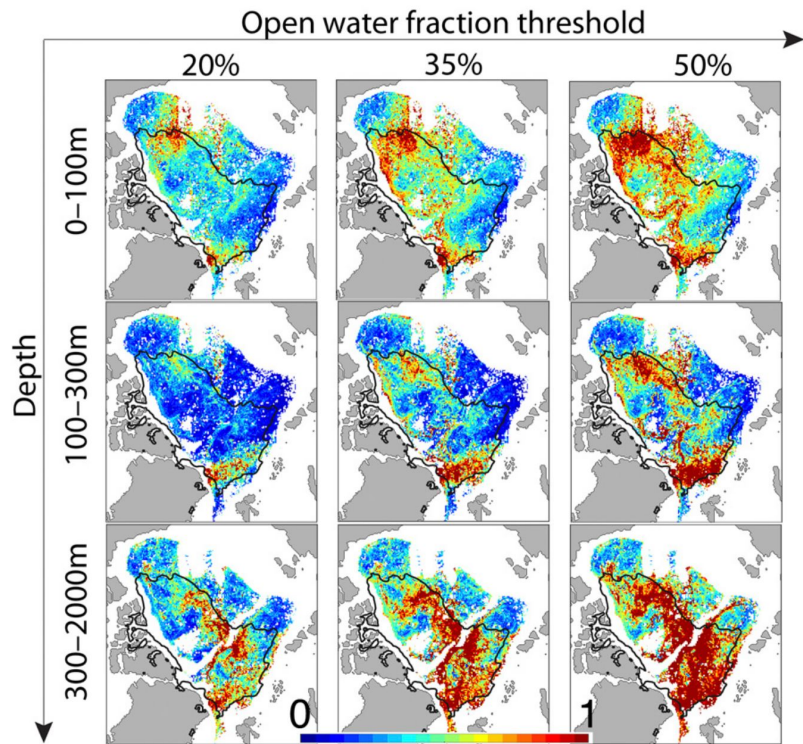 Open water fraction threshold
20%
35%
50%
Depth
0–100m
100–300m
300–2000m
0
1